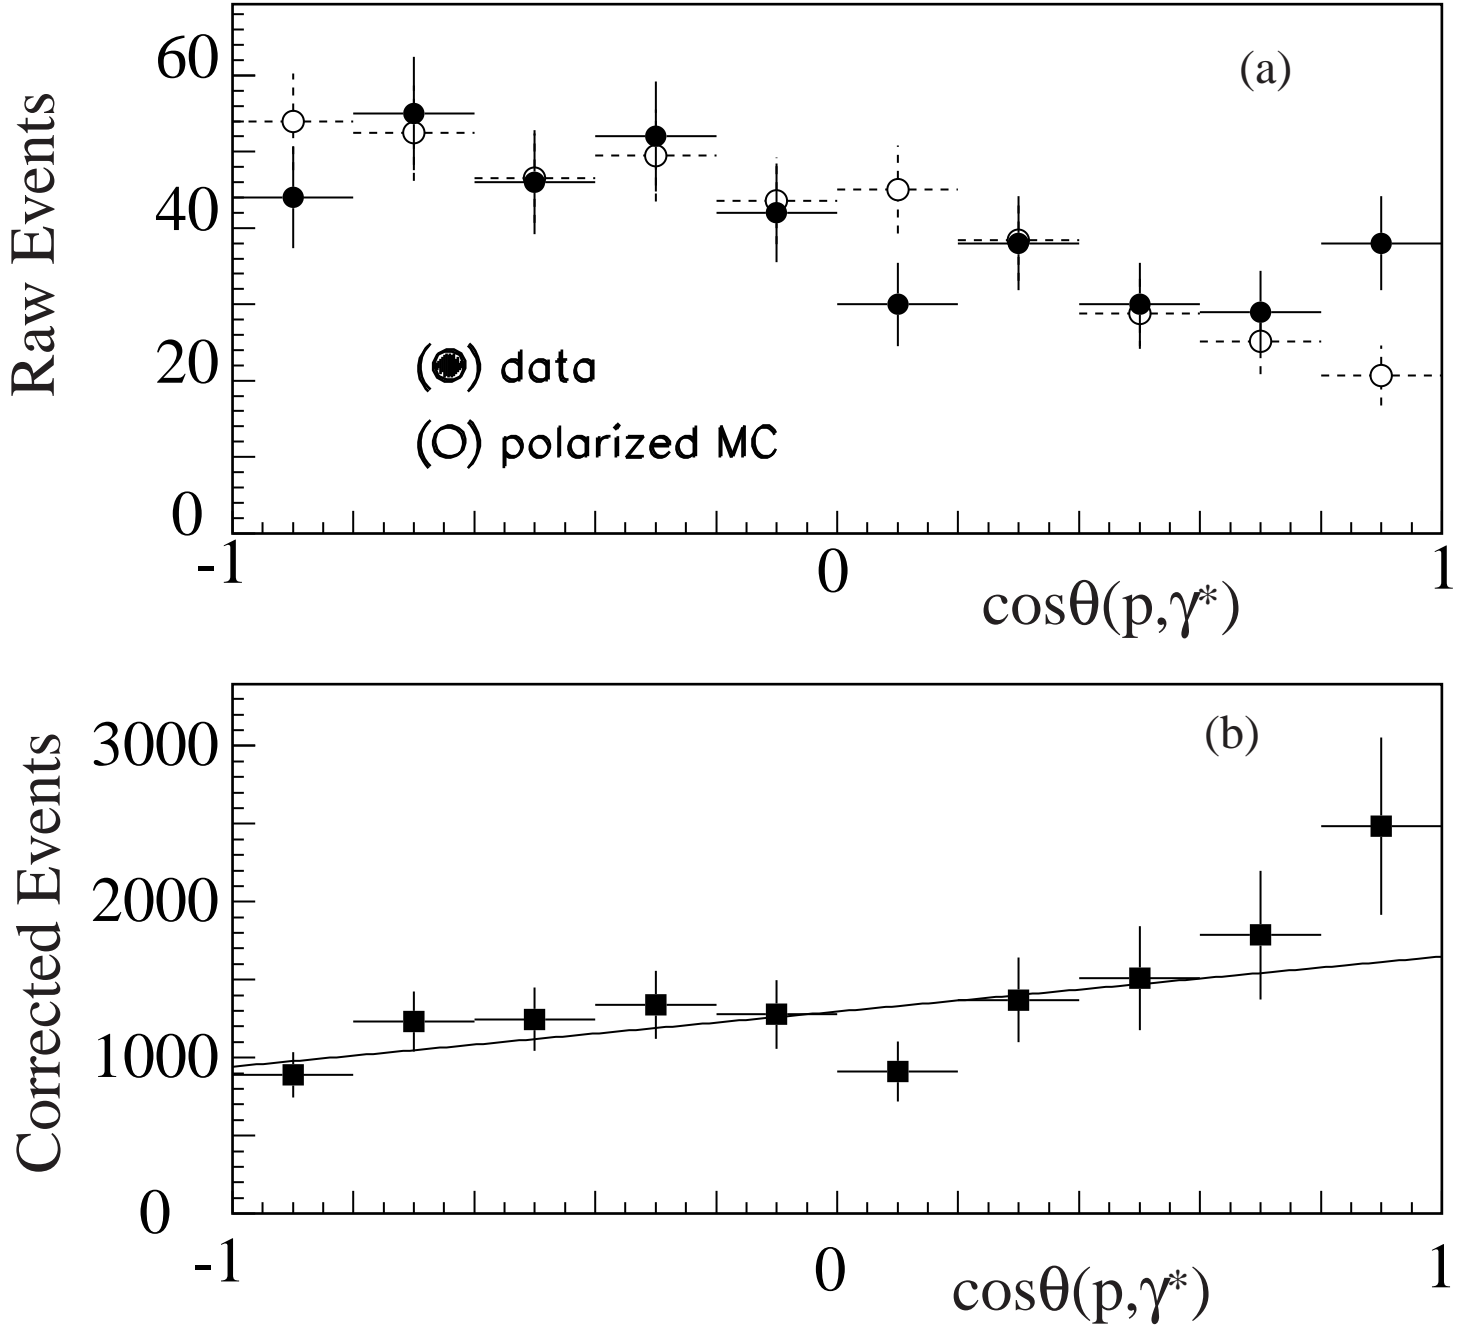 (a)
Raw Events
60
40
20
0
(●) data
(○) polarized MC
-1 0 1
cosθ(p,γ*)
(b)
Corrected Events
3000
2000
1000
0
-1 0 1
cosθ(p,γ*)